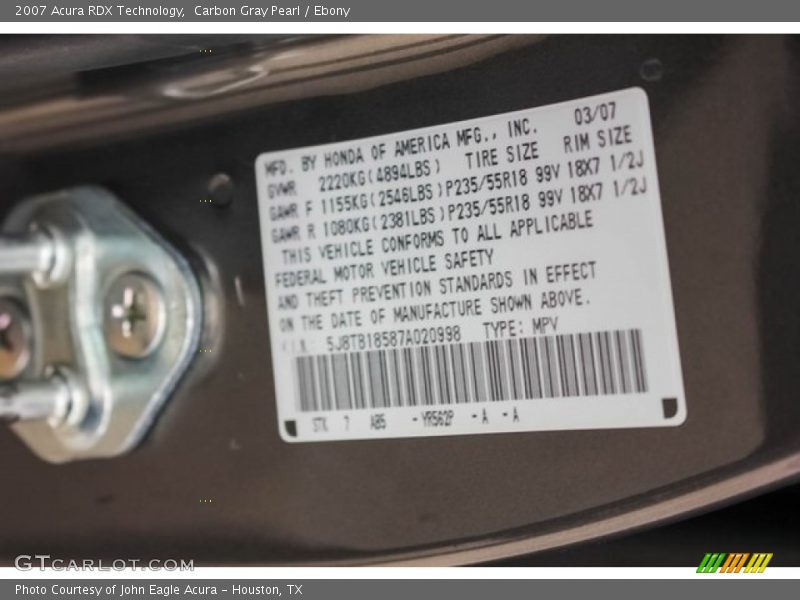 2007 Acura RDX Technology,  Carbon Gray Pearl / Ebony
03/07
MFD. BY HONDA OF AMERICA MFG., INC.
GVWR 2220KG(4894LBS) TIRE SIZE RIM SIZE
GAWR F 1155KG(2546LBS)P235/55R18 99V 18X7 1/2J
GAWR R 1080KG(2381LBS)P235/55R18 99V 18X7 1/2J
THIS VEHICLE CONFORMS TO ALL APPLICABLE
FEDERAL MOTOR VEHICLE SAFETY
AND THEFT PREVENTION STANDARDS IN EFFECT
ON THE DATE OF MANUFACTURE SHOWN ABOVE.
5J8TB18587A020998 TYPE: MPV
STK 7 AB5 -YR562P -A -A
GTCARLOT.COM
Photo Courtesy of John Eagle Acura - Houston, TX